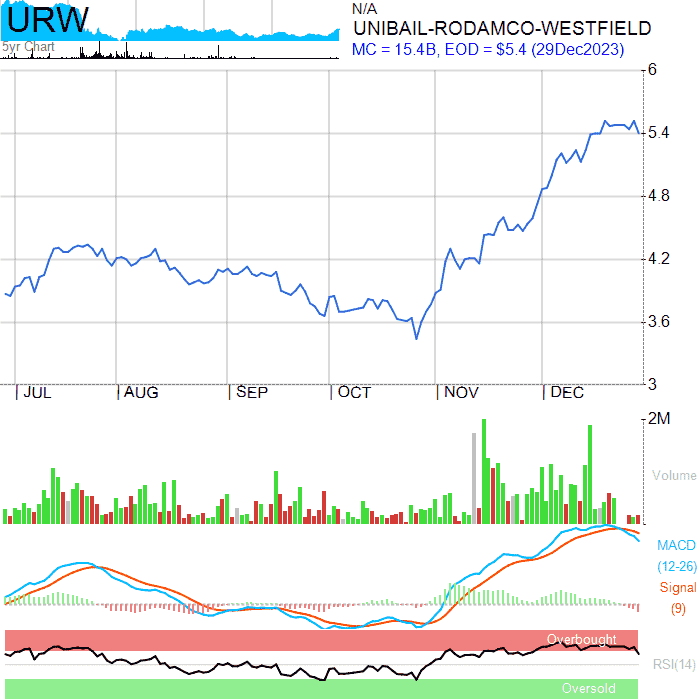 URW
5yr Chart
N/A
UNIBAIL-RODAMCO-WESTFIELD
MC = 15.4B, EOD = $5.4 (29Dec2023)
6
5.4
4.8
4.2
3.6
3
JUL AUG SEP OCT NOV DEC
2M
Volume
MACD
(12-26)
Signal
(9)
Overbought
RSI(14)
Oversold